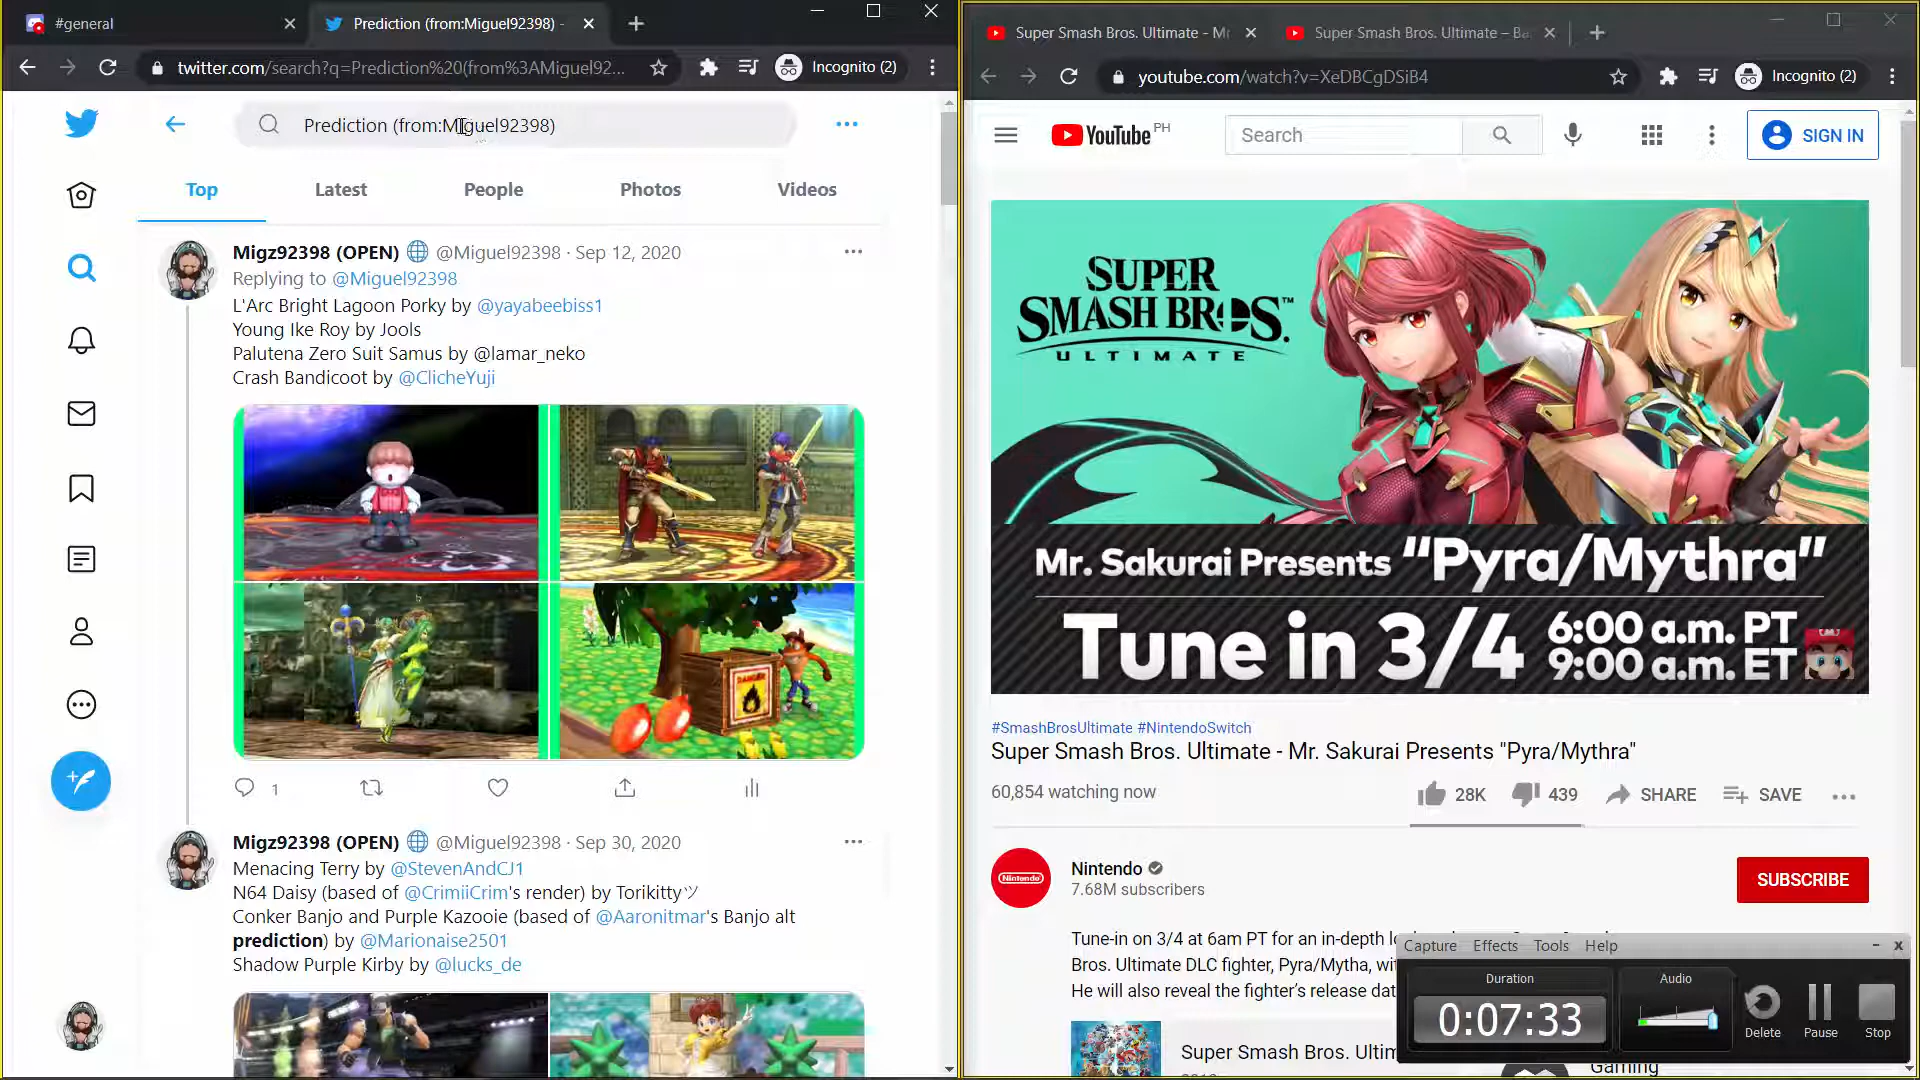 #general
Prediction (from:Miguel92398) -
twitter.com/search?q=Prediction%20(from%3AMiguel92...
Incognito (2)
Prediction (from:Miguel92398)
Top
Latest
People
Photos
Videos
Migz92398 (OPEN) @Miguel92398 · Sep 12, 2020
Replying to @Miguel92398
L'Arc Bright Lagoon Porky by @yayabeebiss1
Young Ike Roy by Jools
Palutena Zero Suit Samus by @lamar_neko
Crash Bandicoot by @ClicheYuji
DANGER
1
Migz92398 (OPEN) @Miguel92398 · Sep 30, 2020
Menacing Terry by @StevenAndCJ1
N64 Daisy (based of @CrimiiCrim's render) by Torikittyツ
Conker Banjo and Purple Kazooie (based of @Aaronitmar's Banjo alt
prediction) by @Marionaise2501
Shadow Purple Kirby by @lucks_de
Super Smash Bros. Ultimate - Mr
Super Smash Bros. Ultimate – Ba
youtube.com/watch?v=XeDBCgDSiB4
Incognito (2)
YouTube PH
Search
SIGN IN
SUPER
SMASH BROS.™
ULTIMATE
Mr. Sakurai Presents "Pyra/Mythra"
Tune in 3/4 6:00 a.m. PT
9:00 a.m. ET
#SmashBrosUltimate #NintendoSwitch
Super Smash Bros. Ultimate - Mr. Sakurai Presents "Pyra/Mythra"
60,854 watching now
28K
439
SHARE
SAVE
Nintendo
Nintendo
7.68M subscribers
SUBSCRIBE
Tune-in on 3/4 at 6am PT for an in-depth
Bros. Ultimate DLC fighter, Pyra/Mytha,
He will also reveal the fighter's release
Super Smash Bros.
Gaming
Capture Effects Tools Help
Duration
0:07:33
Audio
Delete
Pause
Stop